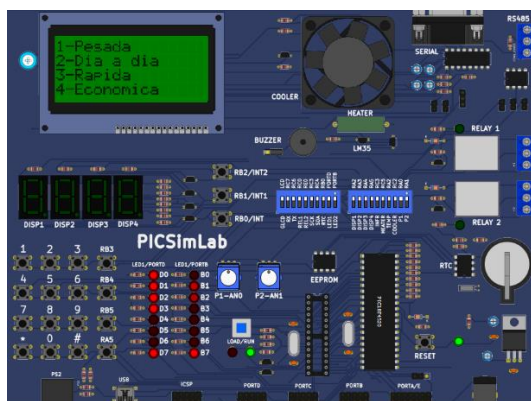 1-Pesada
2-Dia a dia
3-Rapida
4-Economica
COOLER
SERIAL
RS485
HEATER
LM35
BUZZER
RELAY 1
RELAY 2
RB2/INT2
RB1/INT1
RB0/INT
DISP1 DISP2 DISP3 DISP4
PICSimLab
1 2 3 RB3
4 5 6 RB4
7 8 9 RB5
* 0 # RA5
LED1/PORTD LED1/PORTB
D0 B0
D1 B1
D2 B2
D3 B3
D4 B4
D5 B5
D6 B6
D7 B7
P1-AN0 P2-AN1
LOAD/RUN
EEPROM
RTC
RESET
PS2
USB
ICSP
PORTD
PORTC
PORTB
PORTA/E